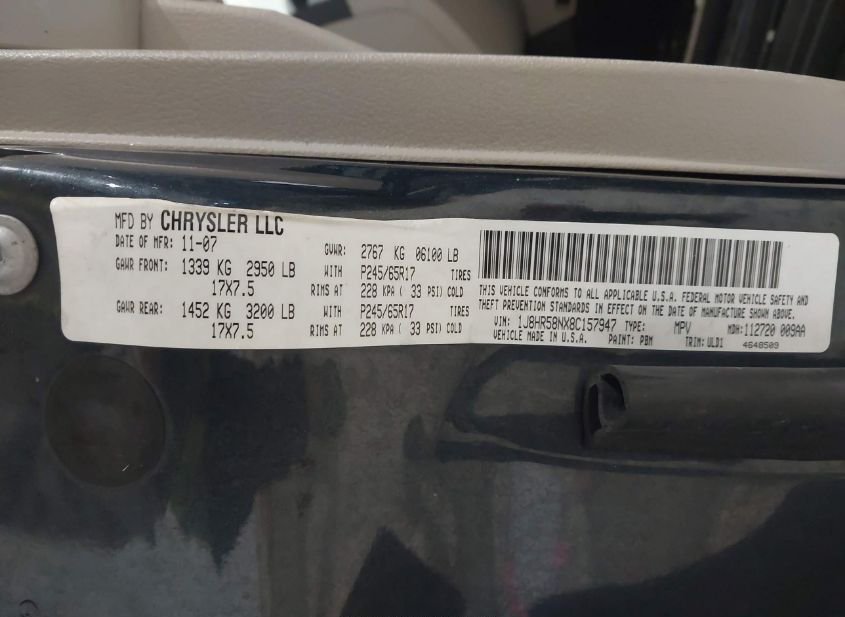 MFD BY CHRYSLER LLC
DATE OF MFR: 11-07
GVWR: 2767 KG 06100 LB
GAWR FRONT: 1339 KG 2950 LB WITH P245/65R17 TIRES
17X7.5 RIMS AT 228 KPA ( 33 PSI) COLD
GAWR REAR: 1452 KG 3200 LB WITH P245/65R17 TIRES
17X7.5 RIMS AT 228 KPA ( 33 PSI) COLD
THIS VEHICLE CONFORMS TO ALL APPLICABLE U.S.A. FEDERAL MOTOR VEHICLE SAFETY AND
THEFT PREVENTION STANDARDS IN EFFECT ON THE DATE OF MANUFACTURE SHOWN ABOVE.
VIN: 1J8HR58NX8C157947 TYPE: MPV MDH: 112720 009AA
VEHICLE MADE IN U.S.A. PAINT: PBM TRIM: ULD1 4648509